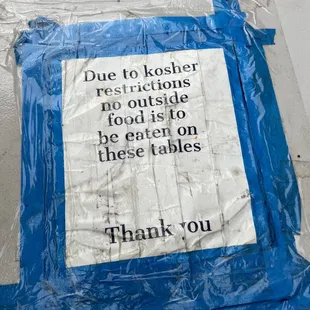 Due to kosher
restrictions
no outside
food is to
be eaten on
these tables
Thank you